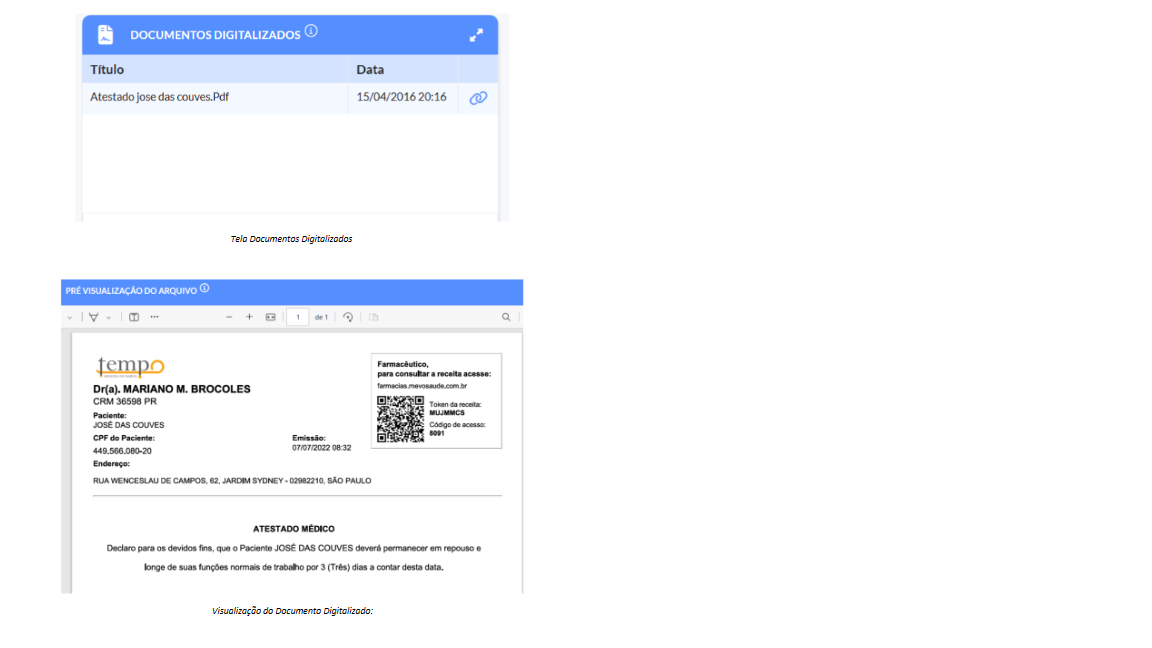 DOCUMENTOS DIGITALIZADOS
Título Data
Atestado jose das couves.Pdf 15/04/2016 20:16
Tela Documentos Digitalizados
PRÉ VISUALIZAÇÃO DO ARQUIVO
1 de 1
tempo
Dr(a). MARIANO M. BROCOLES
CRM 36598 PR
Paciente:
JOSÉ DAS COUVES
CPF do Paciente:
449.566.080-20
Emissão:
07/07/2022 08:32
Endereço:
RUA WENCESLAU DE CAMPOS, 62, JARDIM SYDNEY - 02982210, SÃO PAULO
Farmacêutico,
para consultar a receita acesse:
farmacias.mevosaude.com.br
Token da receita:
MUJMMCS
Código de acesso:
8091
ATESTADO MÉDICO
Declaro para os devidos fins, que o Paciente JOSÉ DAS COUVES deverá permanecer em repouso e
longe de suas funções normais de trabalho por 3 (Três) dias a contar desta data.
Visualização do Documento Digitalizado: